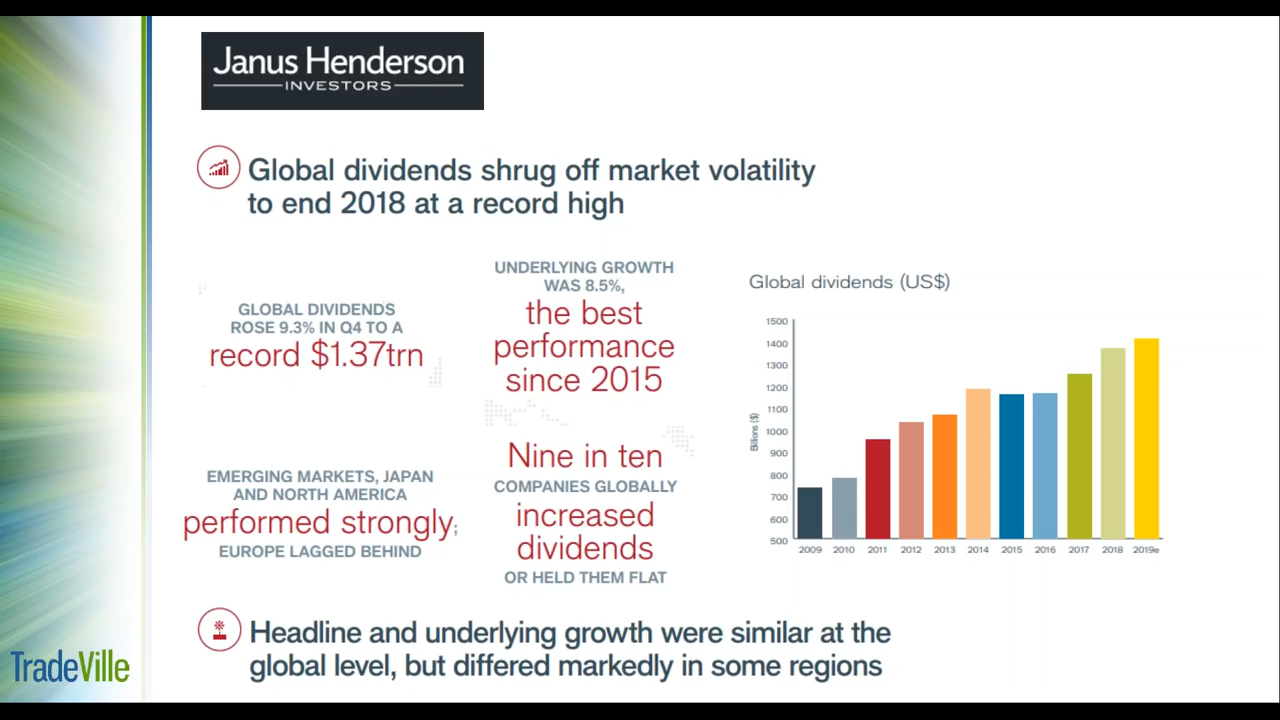 Janus Henderson
INVESTORS
Global dividends shrug off market volatility
to end 2018 at a record high
GLOBAL DIVIDENDS
ROSE 9.3% IN Q4 TO A
record $1.37trn
UNDERLYING GROWTH
WAS 8.5%,
the best
performance
since 2015
EMERGING MARKETS, JAPAN
AND NORTH AMERICA
performed strongly;
EUROPE LAGGED BEHIND
Nine in ten
COMPANIES GLOBALLY
increased
dividends
OR HELD THEM FLAT
Global dividends (US$)
Billions ($)
1500
1400
1300
1200
1100
1000
900
800
700
600
500
2009 2010 2011 2012 2013 2014 2015 2016 2017 2018 2019e
Headline and underlying growth were similar at the
global level, but differed markedly in some regions
TradeVille